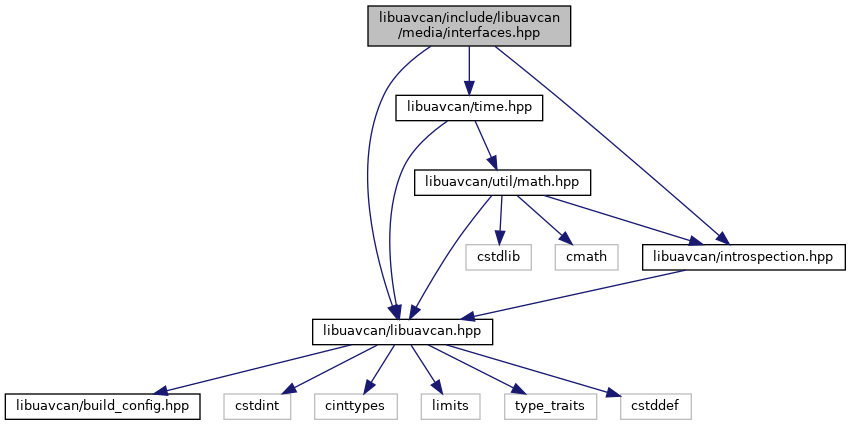 libuavcan/include/libuavcan
/media/interfaces.hpp
libuavcan/time.hpp
libuavcan/util/math.hpp
cstdlib
cmath
libuavcan/introspection.hpp
libuavcan/libuavcan.hpp
libuavcan/build_config.hpp
cstdint
cinttypes
limits
type_traits
cstddef